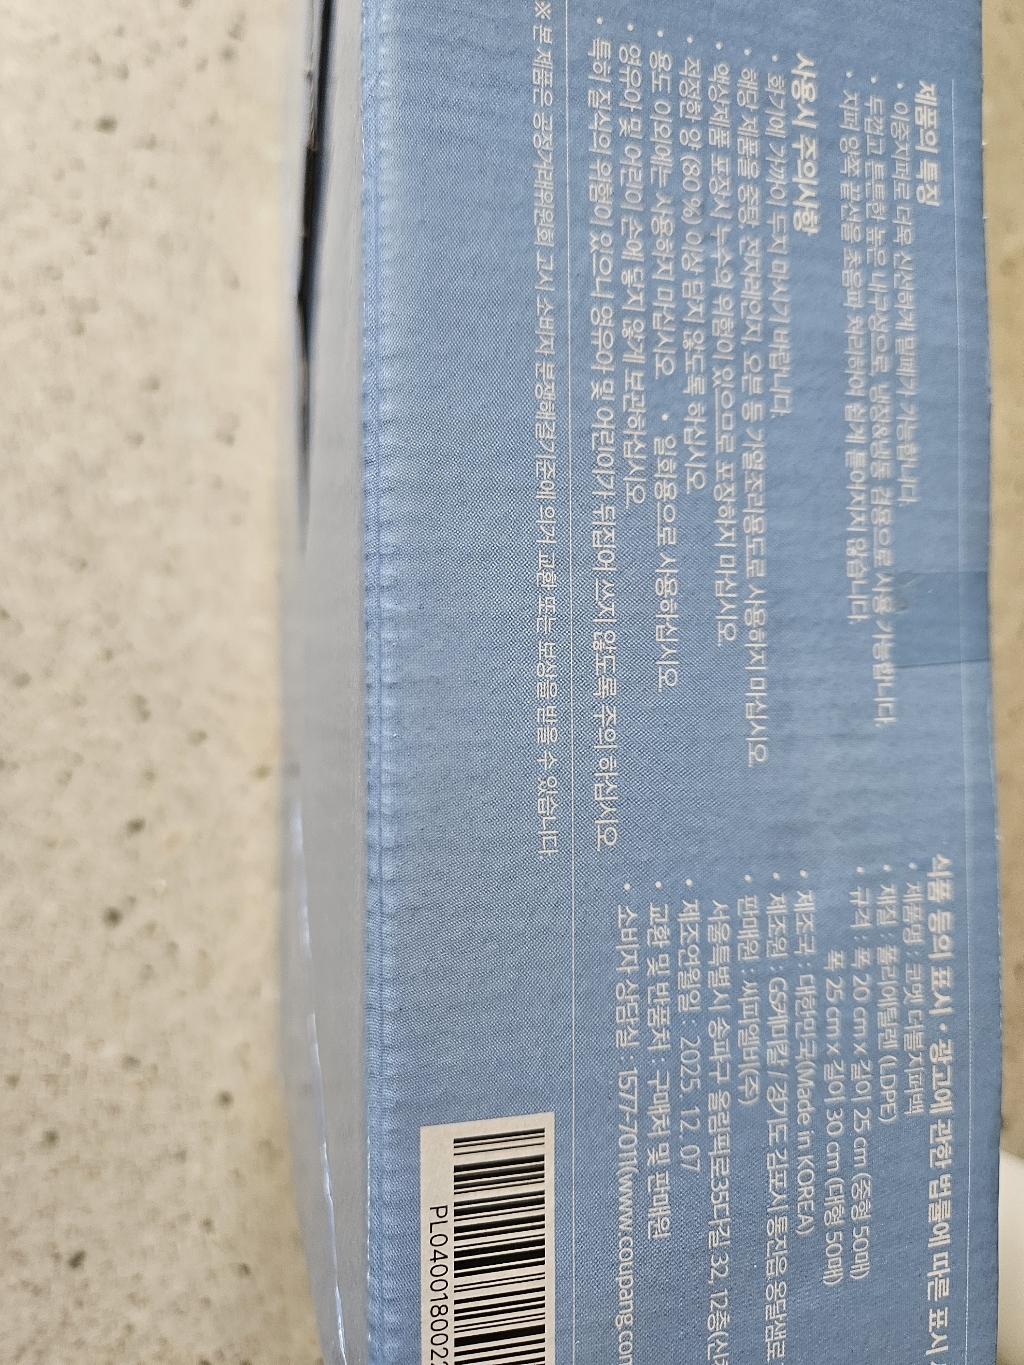 제품의 특징
• 이중지퍼로 더욱 신선하게 밀폐가 가능합니다.
• 두껍고 튼튼한 높은 내구성으로 냉장&냉동 겸용으로 사용 가능합니다.
• 지퍼 양쪽 끝선을 초음파 처리하여 쉽게 틀어지지 않습니다.
사용시 주의사항
• 화기에 가까이 두지 마시기 바랍니다.
• 해당 제품을 중탕, 전자레인지, 오븐 등 가열조리용도로 사용하지 마십시오.
• 액상제품 포장시 누수의 위험이 있으므로 포장하지 마십시오.
• 적정한 양 (80%) 이상 담지 않도록 하십시오
• 용도 이외에는 사용하지 마십시오 • 일회용으로 사용하십시오
• 영유아 및 어린이 손에 닿지 않게 보관하십시오.
• 특히 질식의 위험이 있으니 영유아 및 어린이가 뒤집어 쓰지 않도록 주의 하십시오
※ 본 제품은 공정거래위원회 고시 소비자 분쟁해결기준에 의거 교환 또는 보상을 받을 수 있습니다.
식품 등의 표시 · 광고에 관한 법률에 따른 표시
• 제품명 : 코멧 더블지퍼백
• 재질 : 폴리에틸렌 (LDPE)
• 규격 : 폭 20 cm x 길이 25 cm (중형 50매)
폭 25 cm x 길이 30 cm (대형 50매)
• 제조국 : 대한민국(Made in KOREA)
• 제조원 : GS케미칼 / 경기도 김포시 통진읍 옹달샘로
• 판매원 : 씨피엘비(주)
서울특별시 송파구 올림픽로35다길 32, 12층
• 제조연월일 : 2025. 12. 07
• 교환 및 반품처 : 구매처 및 판매원
• 소비자상담실 : 1577-7011(www.coupang.com
PL04001800